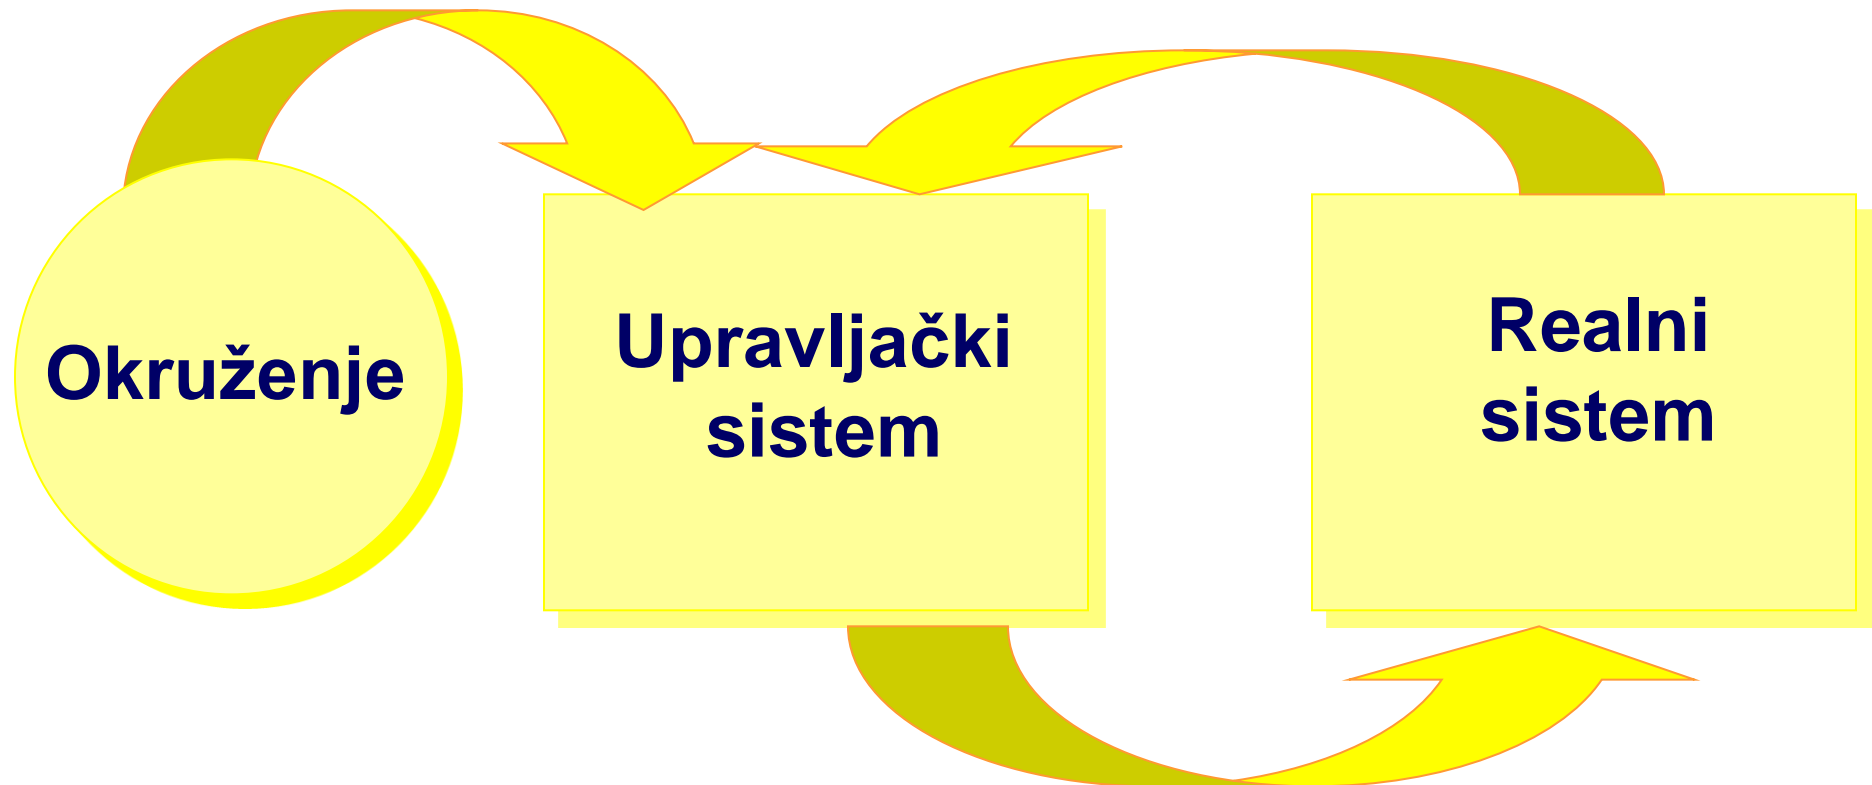 Okruženje
Upravljački
sistem
Realni
sistem